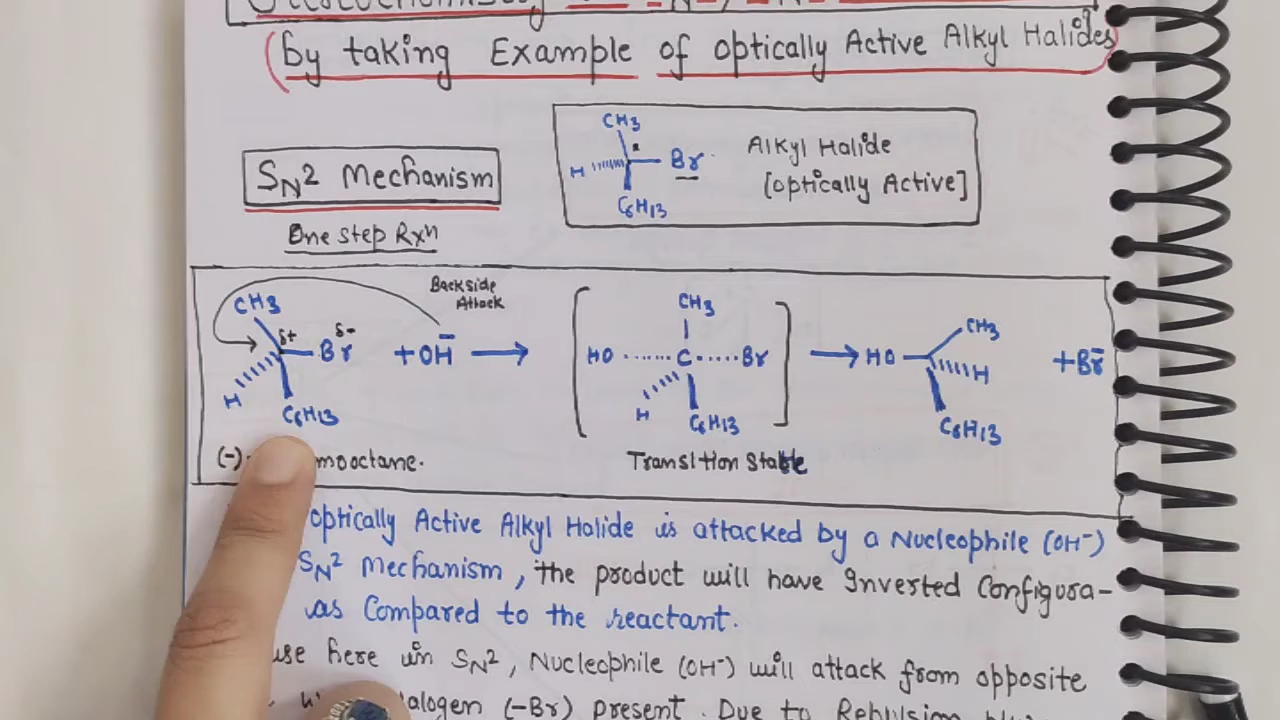 by taking Example of optically Active Alkyl Halides
CH3
H Br
C6H13
Alkyl Halide
[optically Active]
SN2 Mechanism
One step Rxn
Backside
Attack
CH3 δ+ δ-
Br + OH⁻
H
C6H13
CH3
HO C Br
H
C6H13
HO CH3
H
C6H13
+ Br⁻
(-) mooctane.
Transition State
optically Active Alkyl Halide is attacked by a Nucleophile (OH⁻)
SN2 Mechanism, the product will have Inverted Configura-
as Compared to the reactant.
use here in SN2, Nucleophile (OH⁻) will attack from opposite
alogen (-Br) present. Due to Repulsion